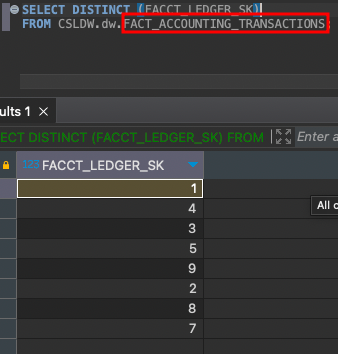 SELECT DISTINCT (FACCT_LEDGER_SK)
FROM CSLDW.dw.FACT_ACCOUNTING_TRANSACTIONS;
ults 1 ×
ECT DISTINCT (FACCT_LEDGER_SK) FROM
Enter a
123 FACCT_LEDGER_SK
1
All c
4
3
5
9
2
8
7